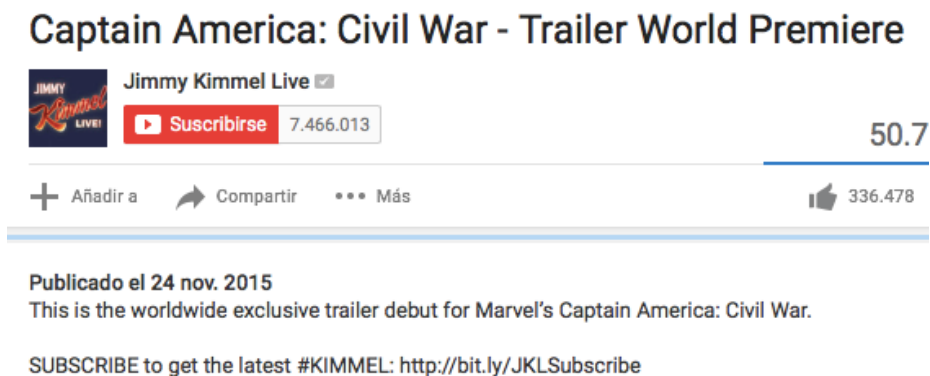 Captain America: Civil War - Trailer World Premiere
JIMMY
Kimmel
LIVE!
Jimmy Kimmel Live
Suscribirse 7.466.013
50.7
Añadir a Compartir Más 336.478
Publicado el 24 nov. 2015
This is the worldwide exclusive trailer debut for Marvel's Captain America: Civil War.
SUBSCRIBE to get the latest #KIMMEL: http://bit.ly/JKLSubscribe